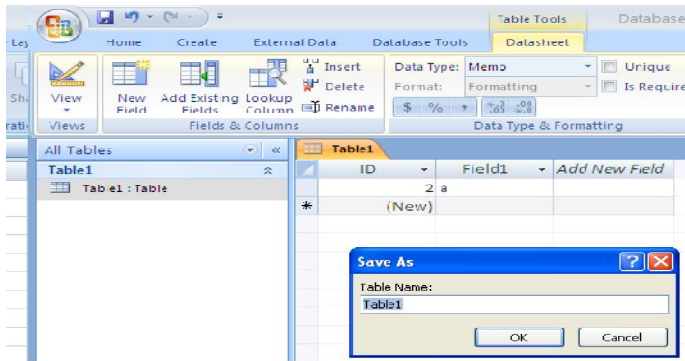 Table Tools Database
Lay Home Create External Data Database Tools Datasheet
View
New Field
Add Existing Fields
Lookup Column
Insert
Delete
Rename
Data Type: Memo
Format: Formatting
$ % ,
Unique
Is Require
Views Fields & Columns Data Type & Formatting
All Tables
Table1
Table1 : Table
Table1
ID Field1 Add New Field
2 a
(New)
Save As
Table Name:
Table1
OK Cancel